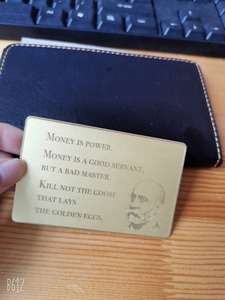 MONEY IS POWER.
MONEY IS A GOOD SERVANT,
BUT A BAD MASTER.
KILL NOT THE GOOSE
THAT LAYS
THE GOLDEN EGGS.
B612